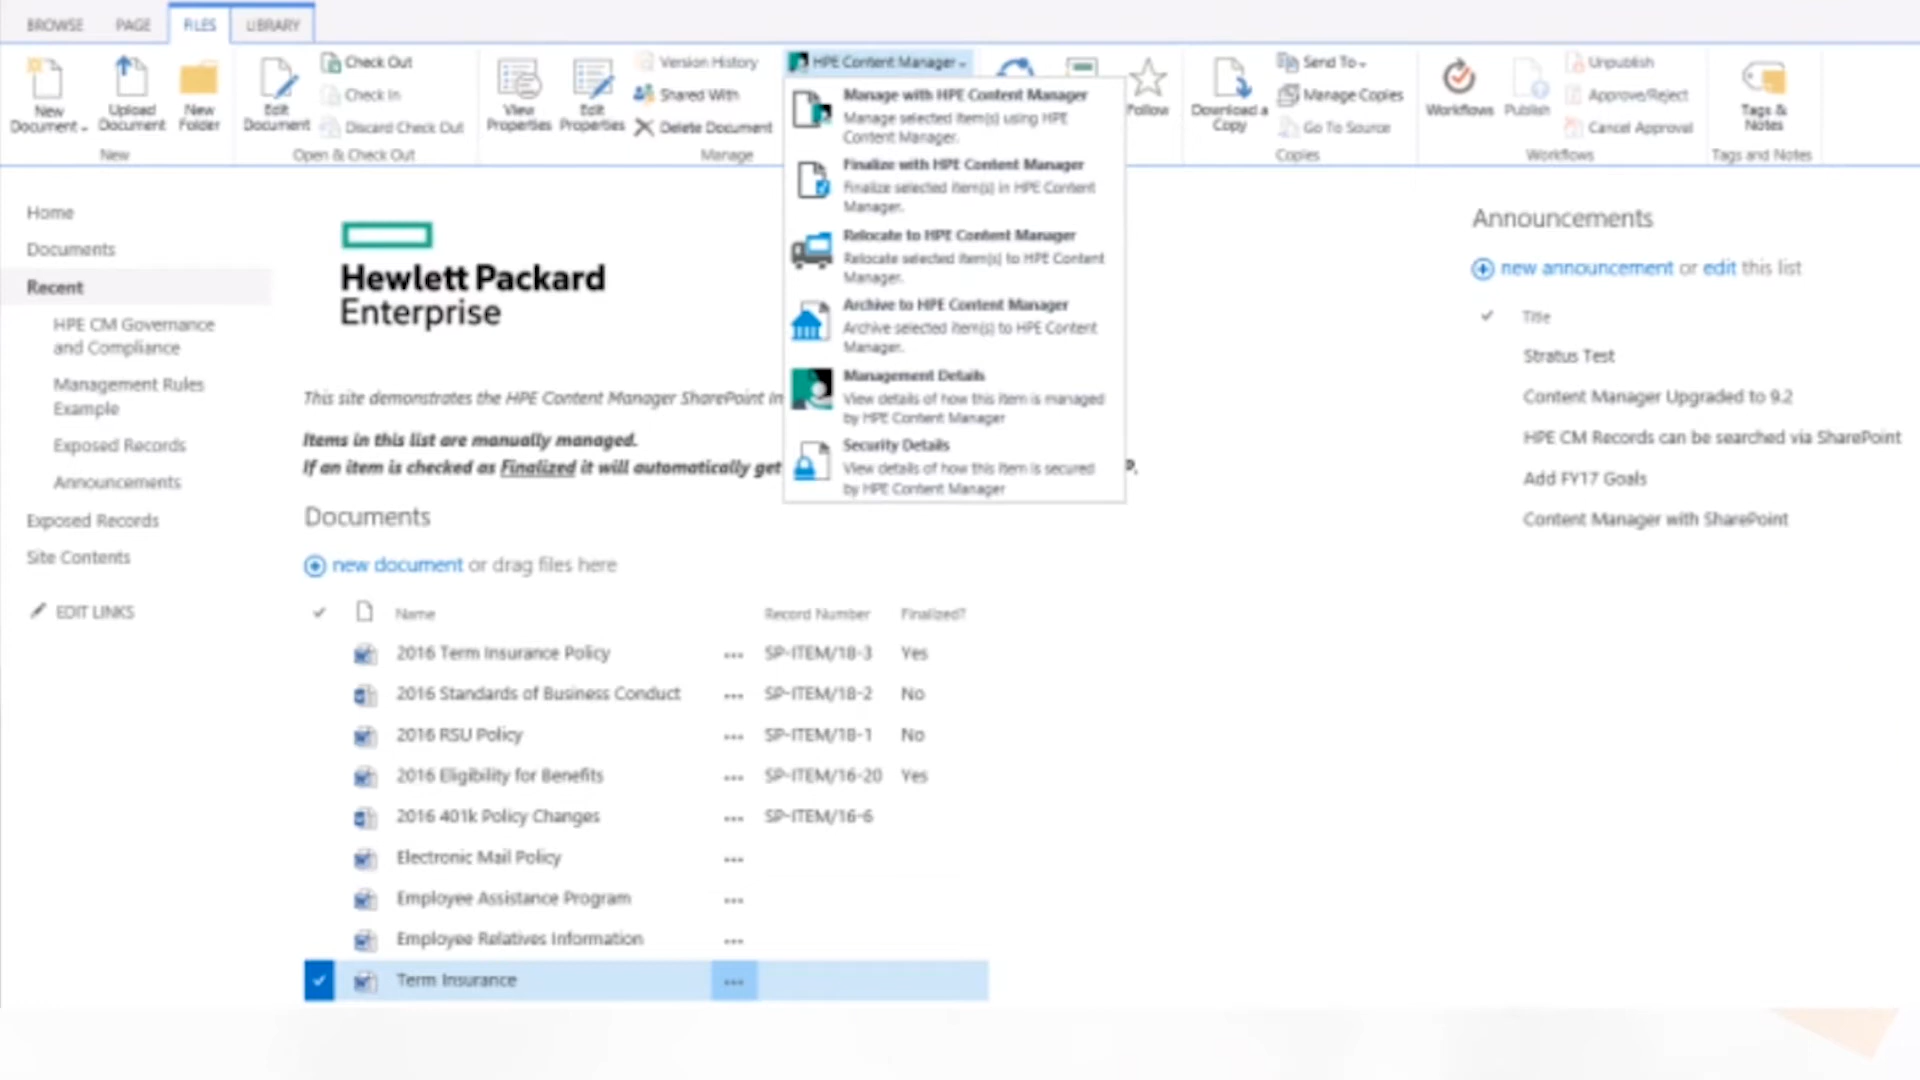 BROWSE PAGE FILES LIBRARY
New Document
Upload Document
New Folder
New
Edit Document
Check Out
Check In
Discard Check Out
Open & Check Out
View Properties
Edit Properties
Version History
Shared With
Delete Document
Manage
HPE Content Manager
Manage with HPE Content Manager
Manage selected item(s) using HPE
Content Manager.
Finalize with HPE Content Manager
Finalize selected item(s) in HPE Content
Manager.
Relocate to HPE Content Manager
Relocate selected item(s) to HPE Content
Manager.
Archive to HPE Content Manager
Archive selected item(s) to HPE Content
Manager.
Management Details
View details of how this item is managed
by HPE Content Manager
Security Details
View details of how this item is secured
by HPE Content Manager
Follow
Download a Copy
Send To
Manage Copies
Go To Source
Copies
Workflows
Publish
Unpublish
Approve/Reject
Cancel Approval
Workflows
Tags & Notes
Tags and Notes
Home
Documents
Recent
HPE CM Governance
and Compliance
Management Rules
Example
Exposed Records
Announcements
Exposed Records
Site Contents
EDIT LINKS
Hewlett Packard
Enterprise
This site demonstrates the HPE Content Manager SharePoint In
Items in this list are manually managed.
If an item is checked as Finalized it will automatically get
Documents
new document or drag files here
Name Record Number Finalized?
2016 Term Insurance Policy ... SP-ITEM/18-3 Yes
2016 Standards of Business Conduct ... SP-ITEM/18-2 No
2016 RSU Policy ... SP-ITEM/18-1 No
2016 Eligibility for Benefits ... SP-ITEM/16-20 Yes
2016 401k Policy Changes ... SP-ITEM/16-6
Electronic Mail Policy ...
Employee Assistance Program ...
Employee Relatives Information ...
Term Insurance ...
Announcements
new announcement or edit this list
Title
Stratus Test
Content Manager Upgraded to 9.2
HPE CM Records can be searched via SharePoint
Add FY17 Goals
Content Manager with SharePoint